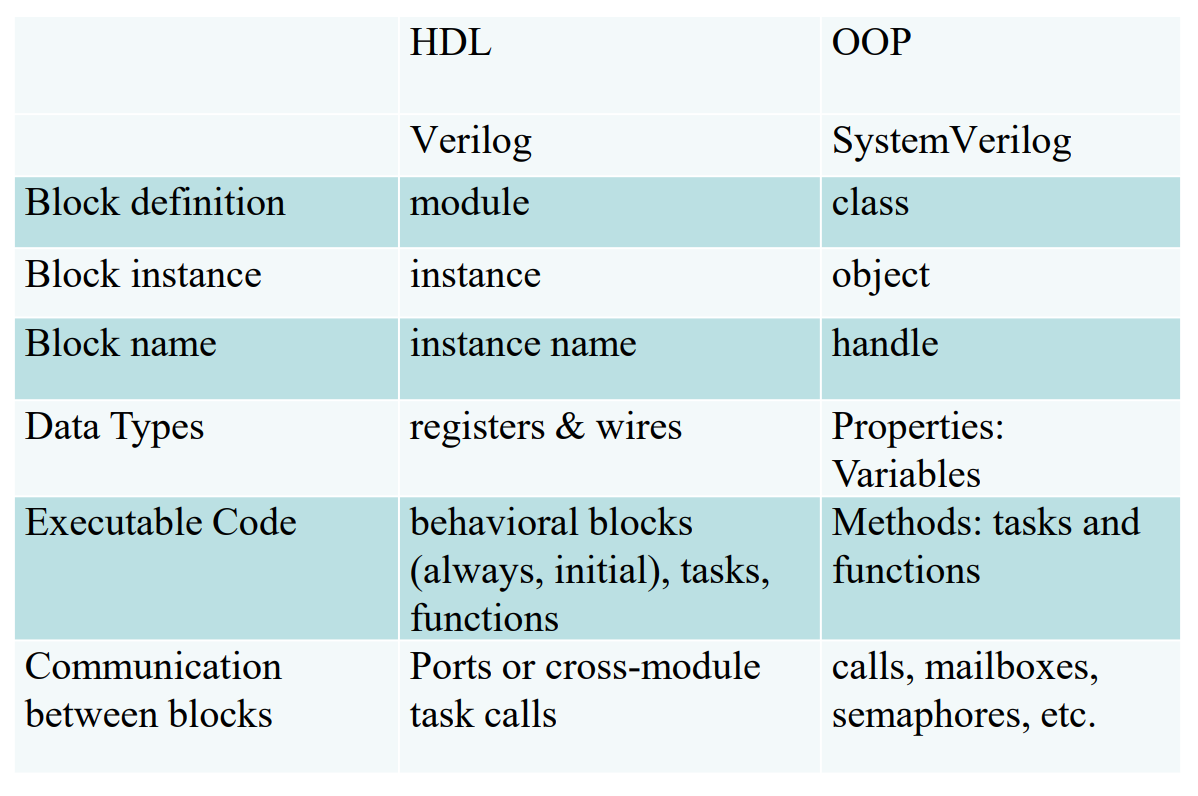 HDL OOP
Verilog SystemVerilog
Block definition module class
Block instance instance object
Block name instance name handle
Data Types registers & wires Properties:
Variables
Executable Code behavioral blocks Methods: tasks and
(always, initial), tasks, functions
functions
Communication Ports or cross-module calls, mailboxes,
between blocks task calls semaphores, etc.